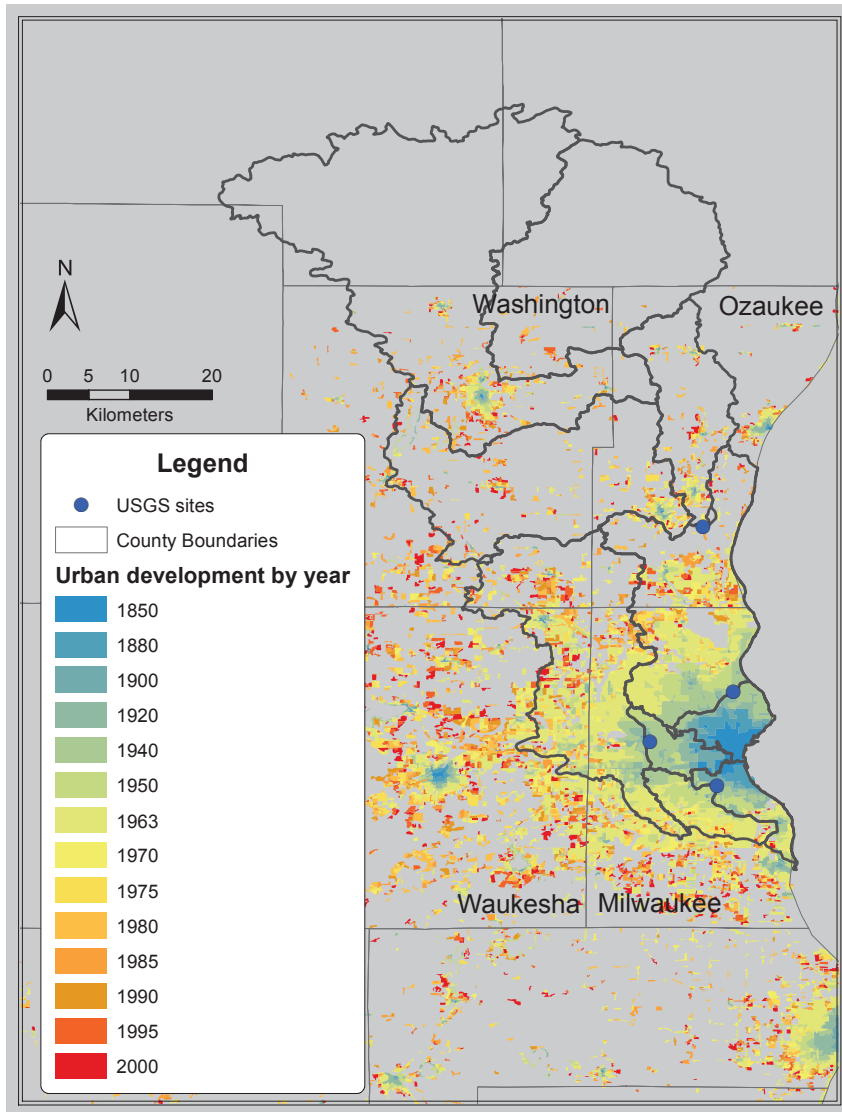 Washington
Ozaukee
N
0 5 10 20
Kilometers
Legend
USGS sites
County Boundaries
Urban development by year
1850
1880
1900
1920
1940
1950
1963
1970
1975
1980
1985
1990
1995
2000
Waukesha
Milwaukee